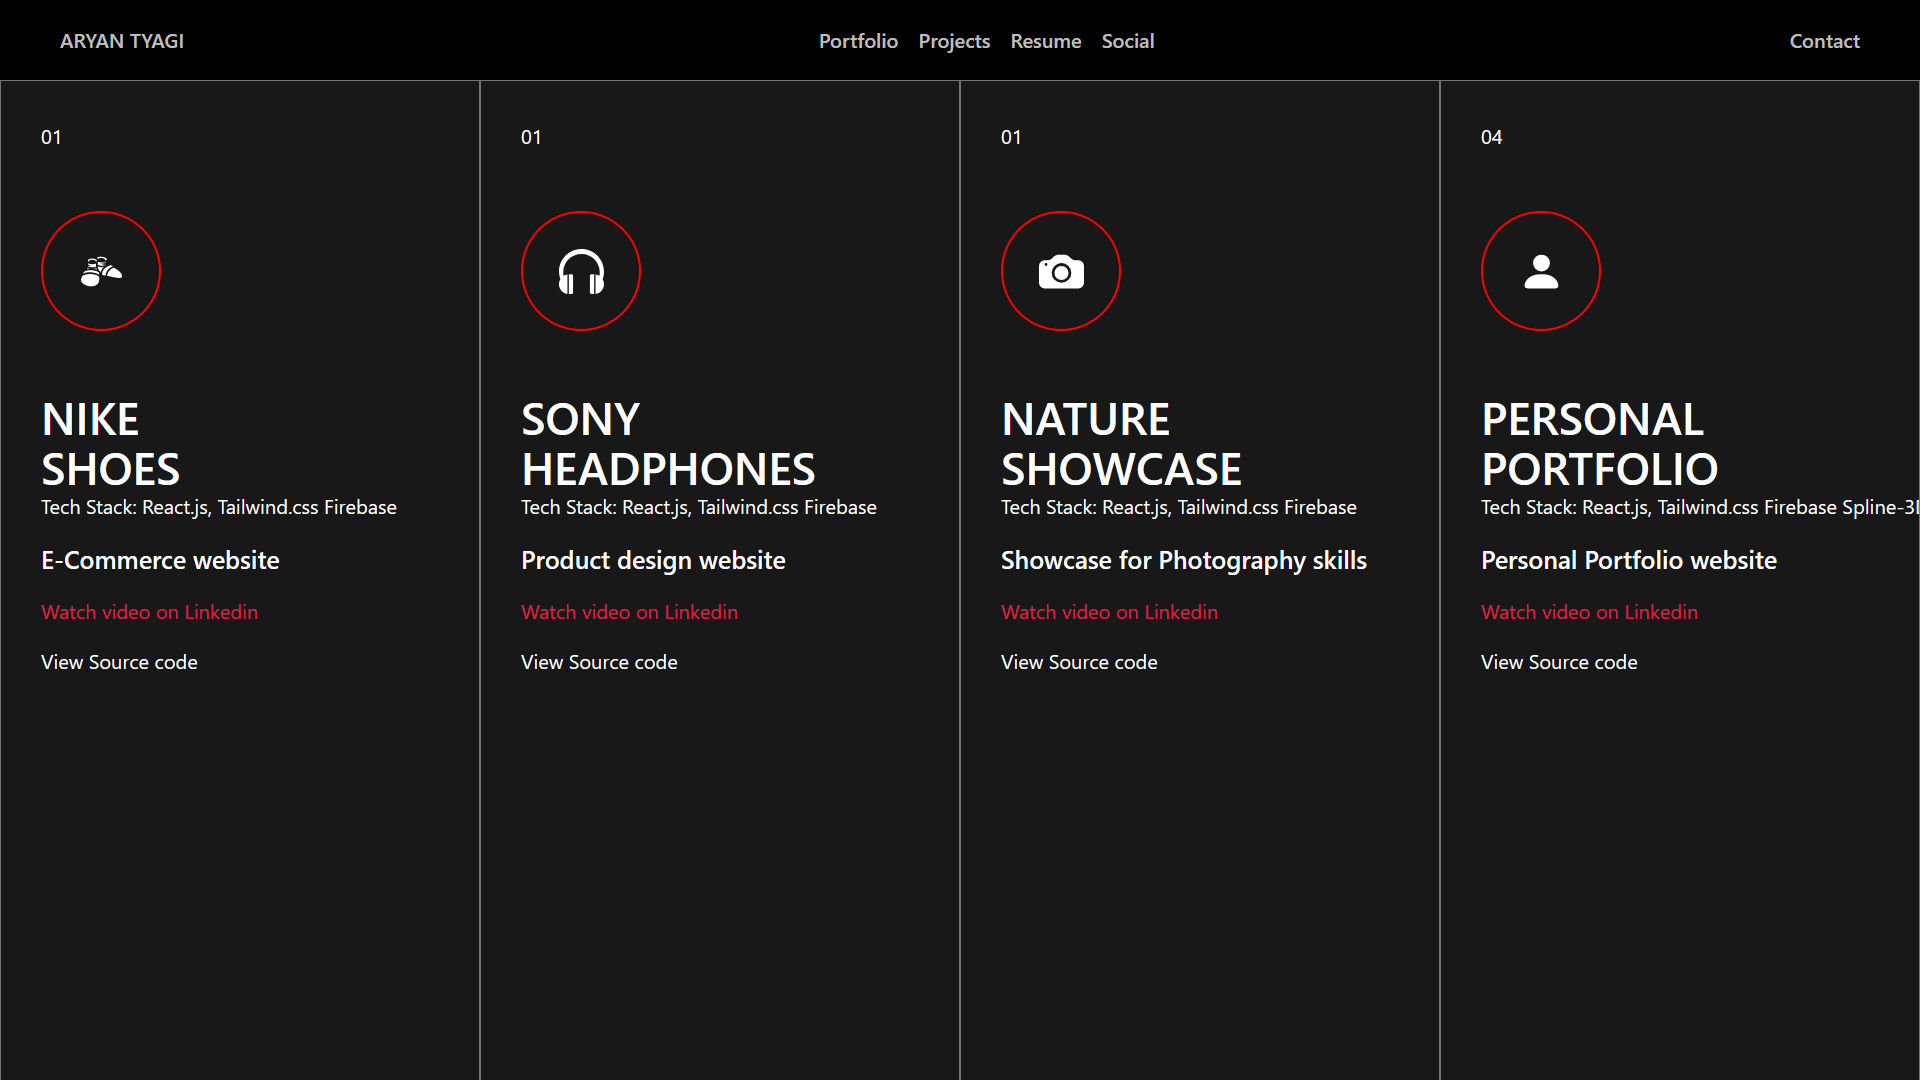 ARYAN TYAGI
Portfolio Projects Resume Social
Contact
01
NIKE
SHOES
Tech Stack: React.js, Tailwind.css Firebase
E-Commerce website
Watch video on Linkedin
View Source code
01
SONY
HEADPHONES
Tech Stack: React.js, Tailwind.css Firebase
Product design website
Watch video on Linkedin
View Source code
01
NATURE
SHOWCASE
Tech Stack: React.js, Tailwind.css Firebase
Showcase for Photography skills
Watch video on Linkedin
View Source code
04
PERSONAL
PORTFOLIO
Tech Stack: React.js, Tailwind.css Firebase
Personal Portfolio website
Watch video on Linkedin
View Source code